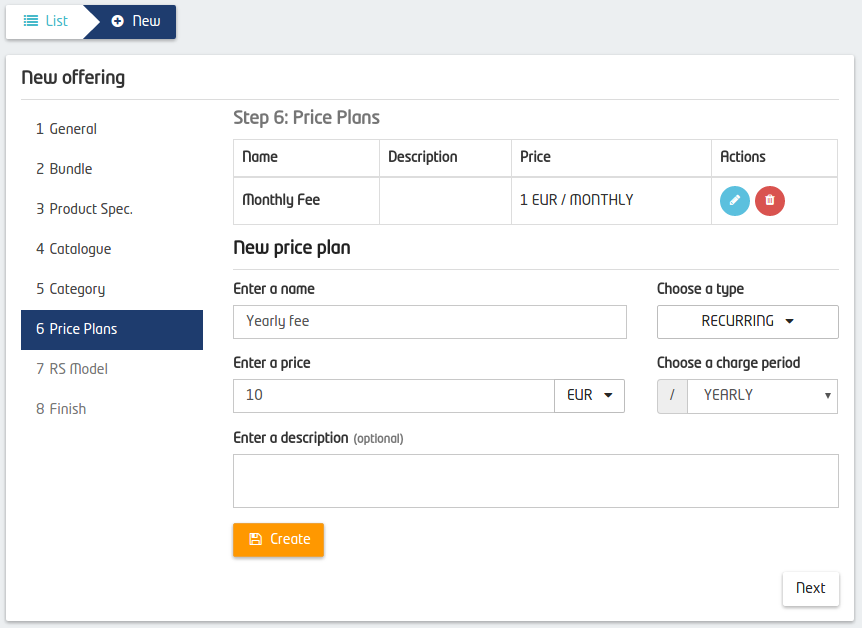 List New
New offering
1 General
2 Bundle
3 Product Spec.
4 Catalogue
5 Category
6 Price Plans
7 RS Model
8 Finish
Step 6: Price Plans
Name Description Price Actions
Monthly Fee 1 EUR / MONTHLY
New price plan
Enter a name Choose a type
Yearly fee RECURRING
Enter a price Choose a charge period
10 EUR / YEARLY
Enter a description (optional)
Create
Next